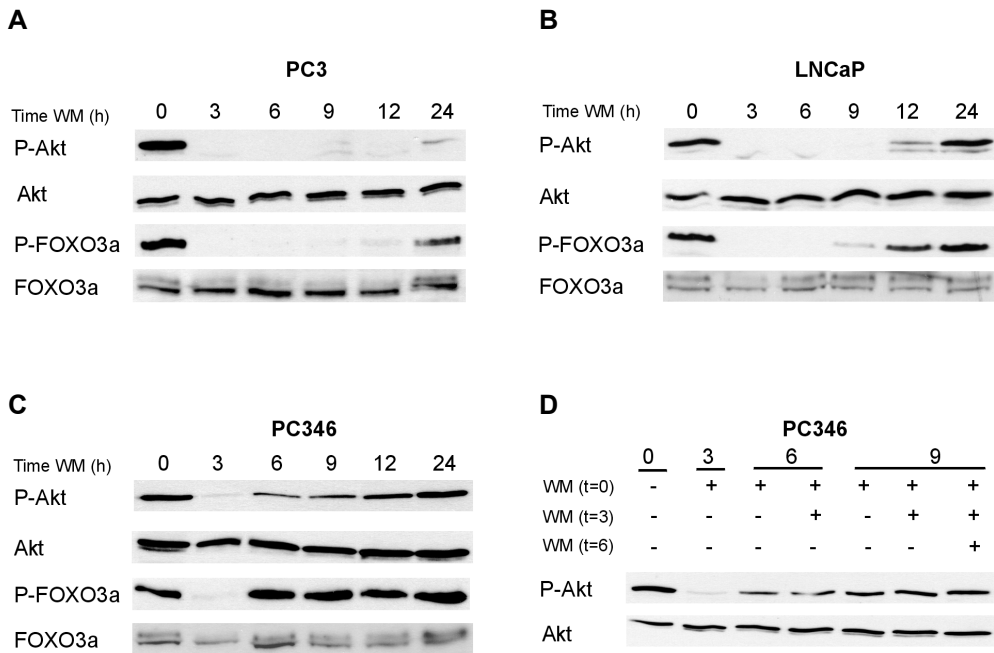 A
PC3
Time WM (h) 0 3 6 9 12 24
P-Akt
Akt
P-FOXO3a
FOXO3a
B
LNCaP
Time WM (h) 0 3 6 9 12 24
P-Akt
Akt
P-FOXO3a
FOXO3a
C
PC346
Time WM (h) 0 3 6 9 12 24
P-Akt
Akt
P-FOXO3a
FOXO3a
D
PC346
0 3 6 9
WM (t=0) - + + + + + +
WM (t=3) - - - + - + +
WM (t=6) - - - - - - +
P-Akt
Akt